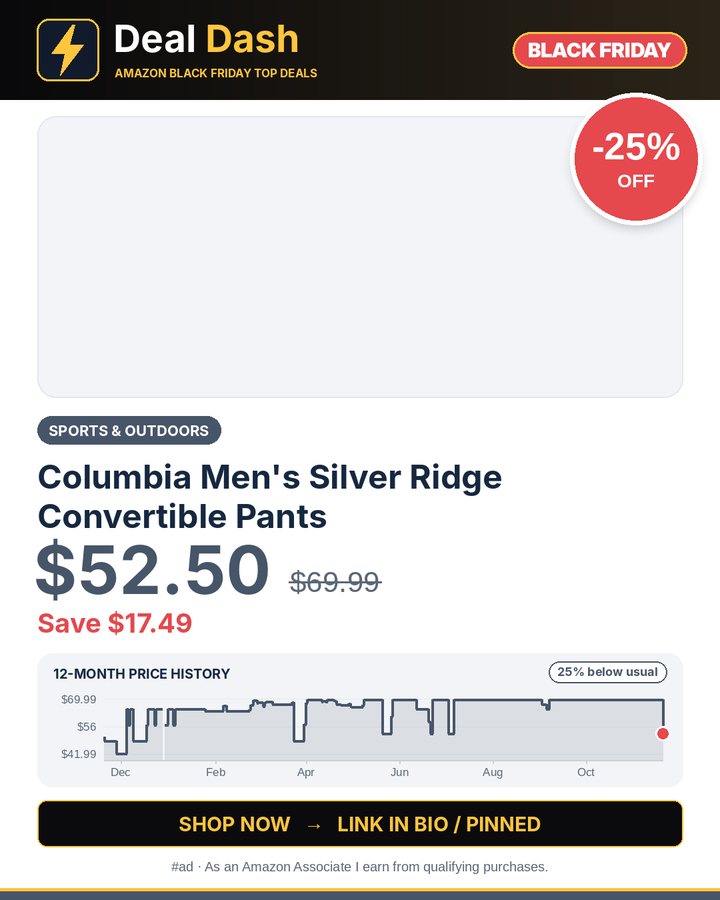 Deal Dash
AMAZON BLACK FRIDAY TOP DEALS
BLACK FRIDAY
-25%
OFF
SPORTS & OUTDOORS
Columbia Men's Silver Ridge
Convertible Pants
$52.50 $69.99
Save $17.49
12-MONTH PRICE HISTORY
25% below usual
$69.99
$56
$41.99
Dec Feb Apr Jun Aug Oct
SHOP NOW → LINK IN BIO / PINNED
#ad · As an Amazon Associate I earn from qualifying purchases.